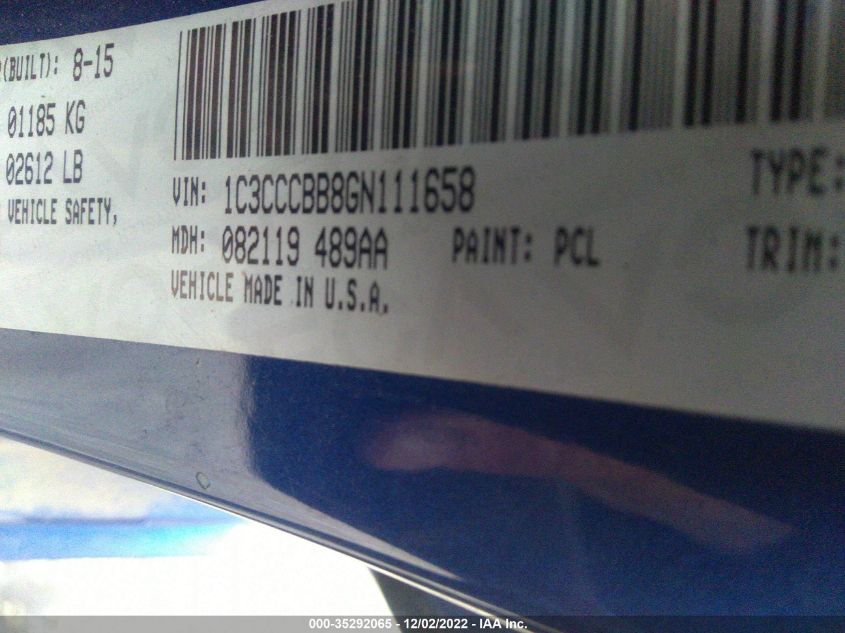 (BUILT): 8-15
01185 KG
02612 LB
VEHICLE SAFETY,
VIN: 1C3CCCBB8GN111658
TYPE:
MDH: 082119 489AA
PAINT: PCL
TRIM:
VEHICLE MADE IN U.S.A.
000-35292065 - 12/02/2022 - IAA Inc.